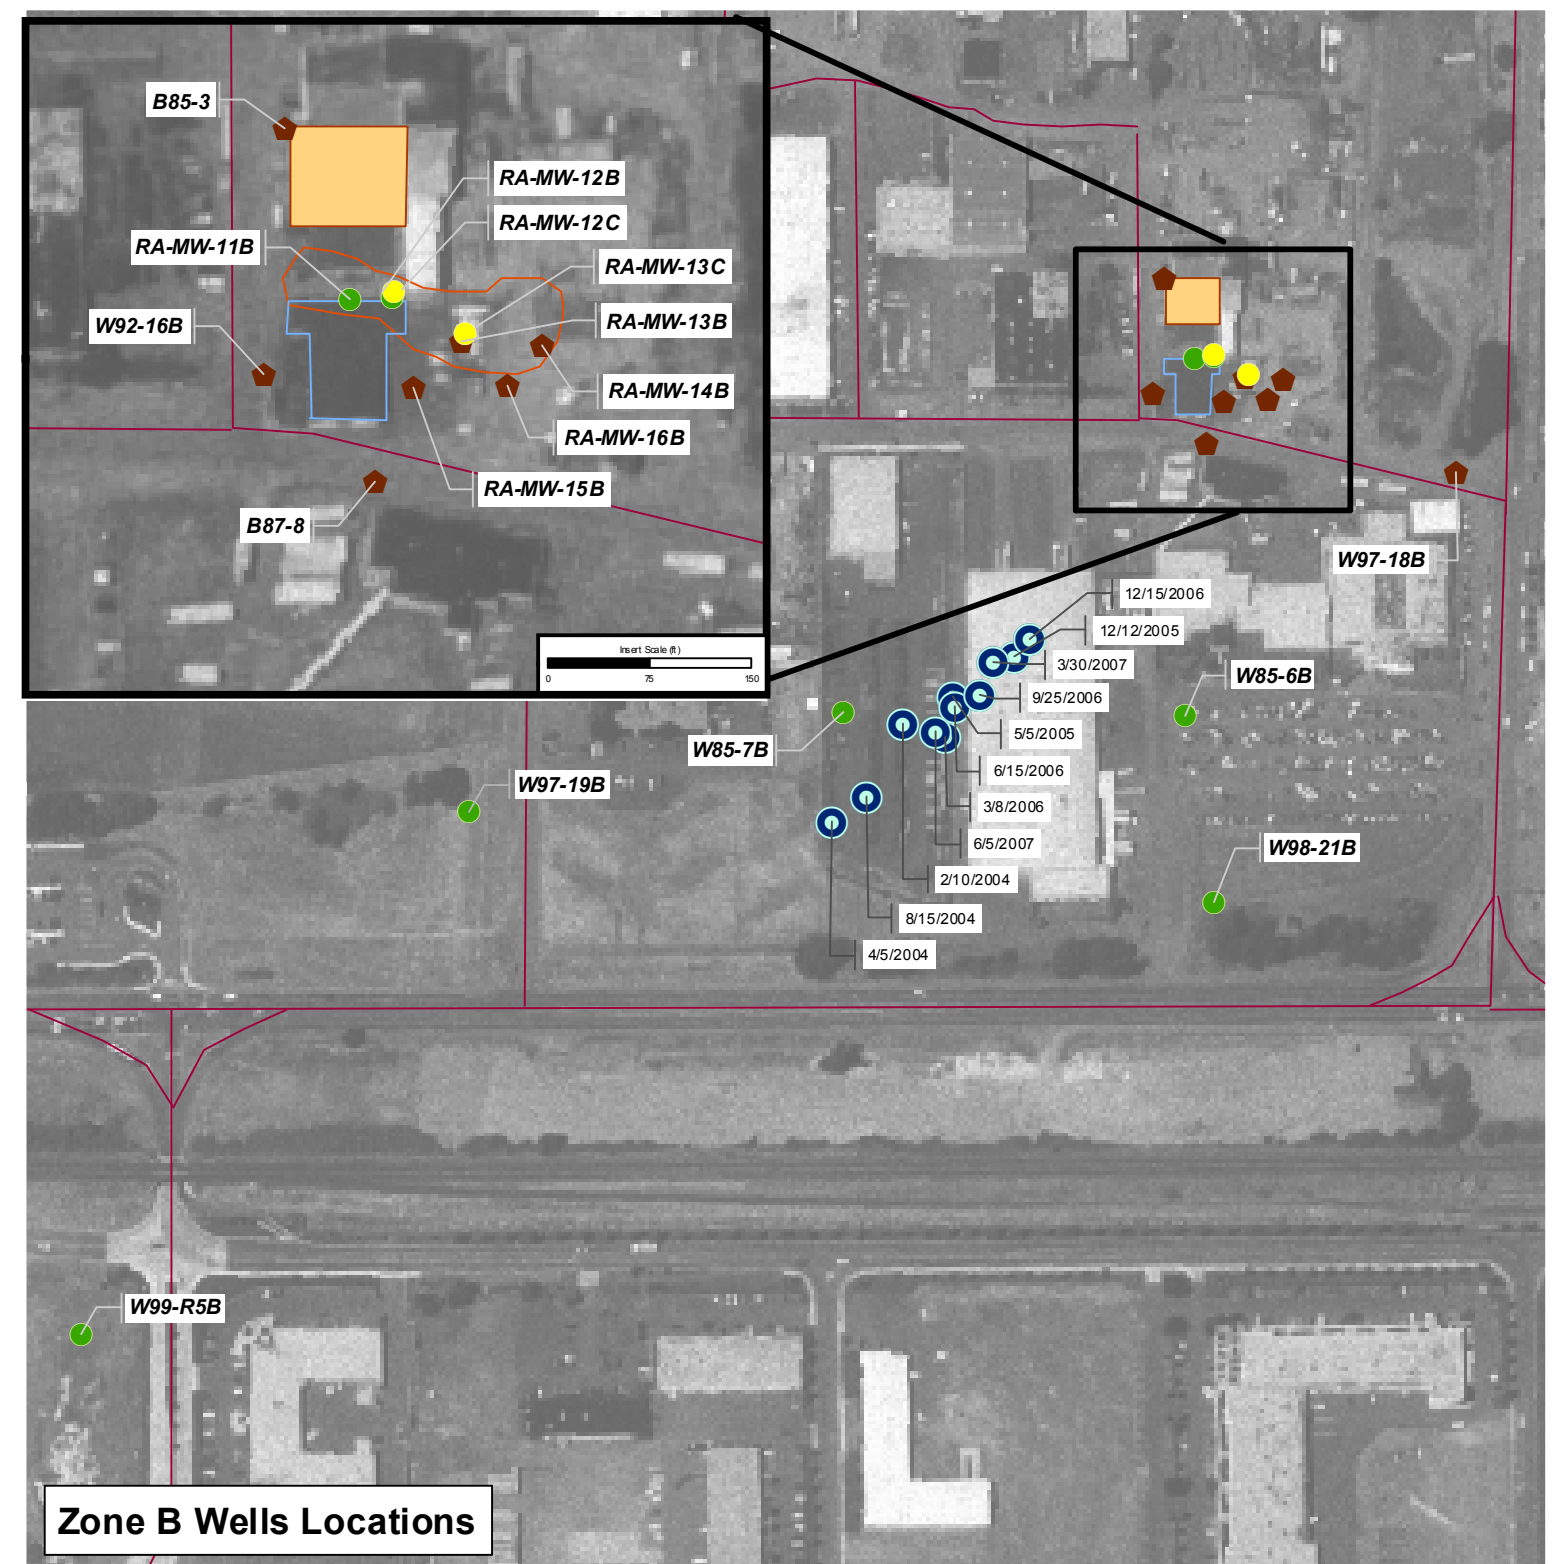 B85-3
RA-MW-12B
RA-MW-12C
RA-MW-11B
RA-MW-13C
W92-16B
RA-MW-13B
RA-MW-14B
RA-MW-16B
RA-MW-15B
B87-8
Insert Scale (ft)
0 75 150
W97-18B
12/15/2006
12/12/2005
3/30/2007
9/25/2006
5/5/2005
6/15/2006
3/8/2006
6/5/2007
2/10/2004
8/15/2004
4/5/2004
W85-6B
W85-7B
W97-19B
W98-21B
W99-R5B
Zone B Wells Locations